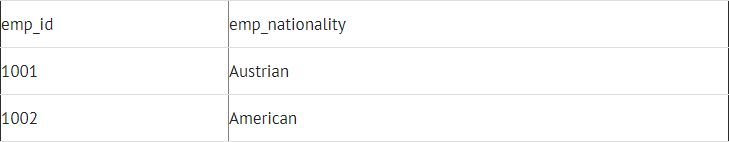 emp_id emp_nationality
1001 Austrian
1002 American